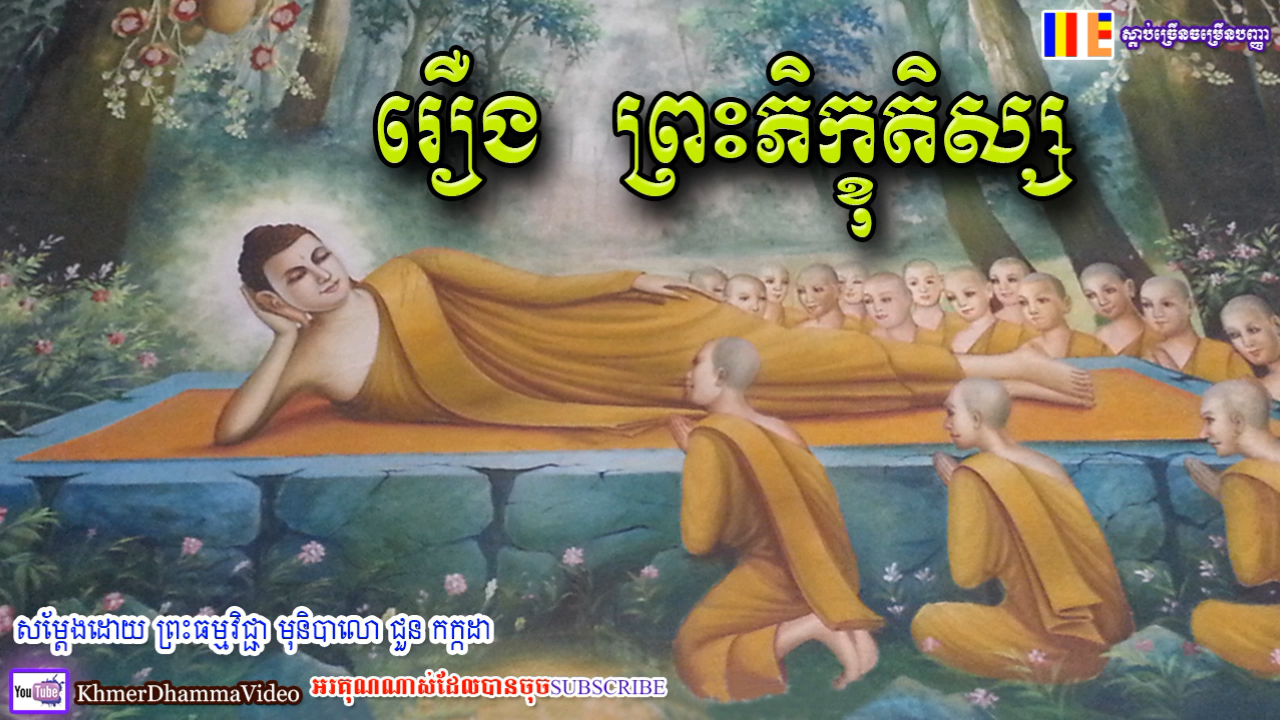 ស្តាប់ច្រើនចម្រើនបញ្ញា
រឿង ព្រះភិក្ខុតិស្ស
សម្តែងដោយ ព្រះធម្មវិជ្ជា មុនិបាលោ ជួន កក្កដា
YouTube KhmerDhammaVideo អរគុណណាស់ដែលបានចុចSUBSCRIBE